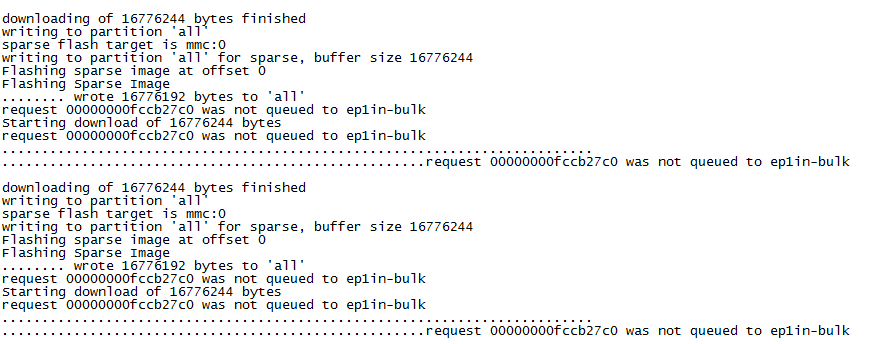 downloading of 16776244 bytes finished
writing to partition 'all'
sparse flash target is mmc:0
writing to partition 'all' for sparse, buffer size 16776244
Flashing sparse image at offset 0
Flashing Sparse Image
........ wrote 16776192 bytes to 'all'
request 00000000fccb27c0 was not queued to ep1in-bulk
Starting download of 16776244 bytes
request 00000000fccb27c0 was not queued to ep1in-bulk
..........................................................................
.....................................................request 00000000fccb27c0 was not queued to ep1in-bulk
downloading of 16776244 bytes finished
writing to partition 'all'
sparse flash target is mmc:0
writing to partition 'all' for sparse, buffer size 16776244
Flashing sparse image at offset 0
Flashing Sparse Image
........ wrote 16776192 bytes to 'all'
request 00000000fccb27c0 was not queued to ep1in-bulk
Starting download of 16776244 bytes
request 00000000fccb27c0 was not queued to ep1in-bulk
..........................................................................
.....................................................request 00000000fccb27c0 was not queued to ep1in-bulk